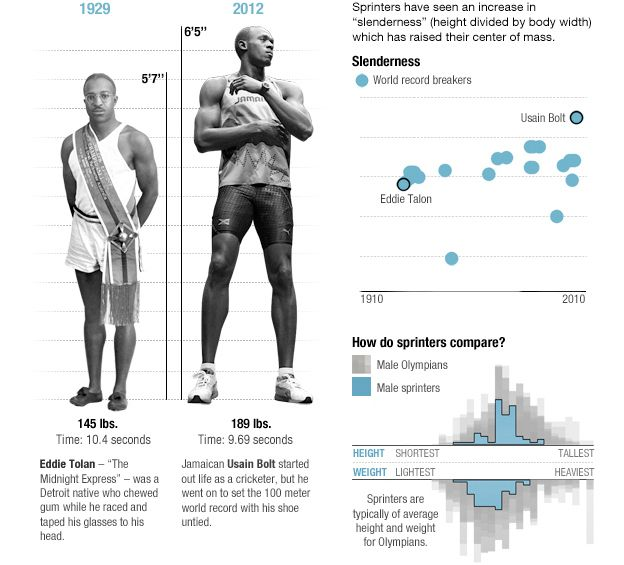 1929
2012
6’5”
5’7”
JAMAICA
145 lbs.
Time: 10.4 seconds
189 lbs.
Time: 9.69 seconds
Eddie Tolan – “The
Midnight Express” – was a
Detroit native who chewed
gum while he raced and
taped his glasses to his
head.
Jamaican Usain Bolt started
out life as a cricketer, but he
went on to set the 100 meter
world record with his shoe
untied.
Sprinters have seen an increase in
“slenderness” (height divided by body width)
which has raised their center of mass.
Slenderness
World record breakers
Usain Bolt
Eddie Talon
1910
2010
How do sprinters compare?
Male Olympians
Male sprinters
HEIGHT SHORTEST TALLEST
WEIGHT LIGHTEST HEAVIEST
Sprinters are
typically of average
height and weight
for Olympians.